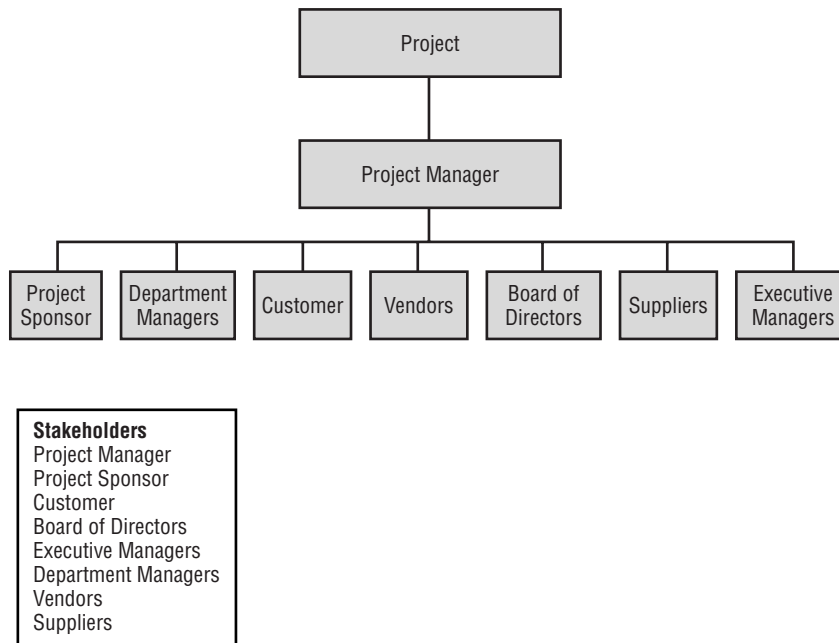 Project
Project Manager
Project
Sponsor
Department
Managers
Customer
Vendors
Board of
Directors
Suppliers
Executive
Managers
Stakeholders
Project Manager
Project Sponsor
Customer
Board of Directors
Executive Managers
Department Managers
Vendors
Suppliers